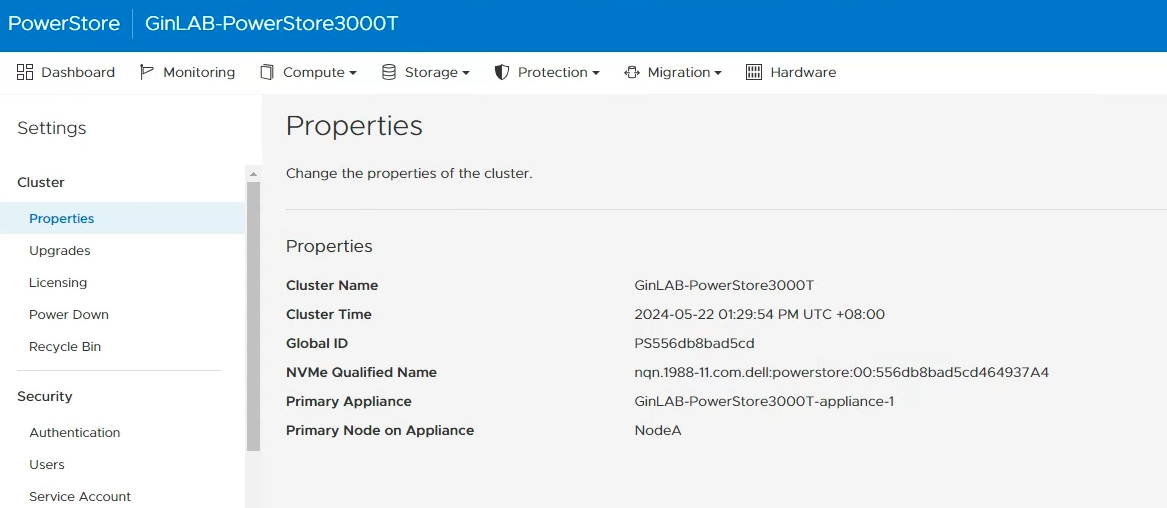 PowerStore GinLAB-PowerStore3000T
Dashboard Monitoring Compute Storage Protection Migration Hardware
Settings
Cluster
Properties
Upgrades
Licensing
Power Down
Recycle Bin
Security
Authentication
Users
Service Account
Properties
Change the properties of the cluster.
Properties
Cluster Name GinLAB-PowerStore3000T
Cluster Time 2024-05-22 01:29:54 PM UTC +08:00
Global ID PS556db8bad5cd
NVMe Qualified Name nqn.1988-11.com.dell:powerstore:00:556db8bad5cd464937A4
Primary Appliance GinLAB-PowerStore3000T-appliance-1
Primary Node on Appliance NodeA